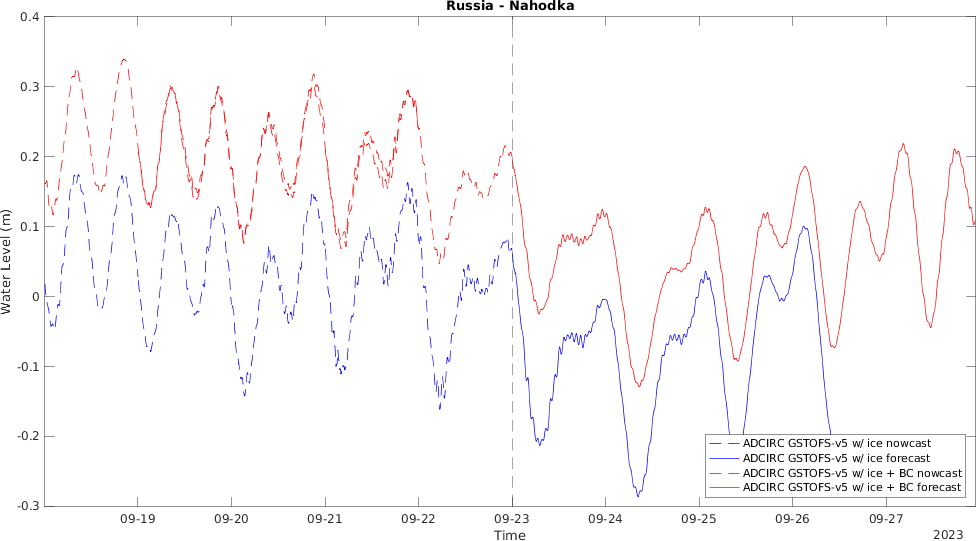 Russia - Nahodka
Water Level (m)
0.4
0.3
0.2
0.1
0
-0.1
-0.2
-0.3
ADCIRC GSTOFS-v5 w/ ice nowcast
ADCIRC GSTOFS-v5 w/ ice forecast
ADCIRC GSTOFS-v5 w/ ice + BC nowcast
ADCIRC GSTOFS-v5 w/ ice + BC forecast
09-19 09-20 09-21 09-22 09-23 09-24 09-25 09-26 09-27
Time
2023